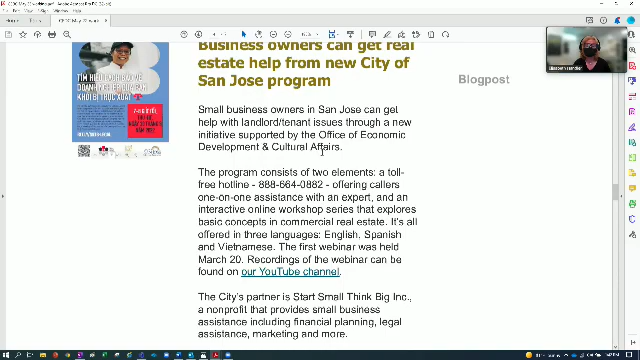 Home
Tools
Business owners can get real
estate help from new City of
San Jose program
Blogpost
Small business owners in San Jose can get
help with landlord/tenant issues through a new
initiative supported by the Office of Economic
Development & Cultural Affairs.
The program consists of two elements: a toll-
free hotline - 888-664-0882 - offering callers
one-on-one assistance with an expert, and an
interactive online workshop series that explores
basic concepts in commercial real estate. It's all
offered in three languages: English, Spanish
and Vietnamese. The first webinar was held
March 20. Recordings of the webinar can be
found on our YouTube channel.
The City's partner is Start Small Think Big Inc.,
a nonprofit that provides small business
assistance including financial planning, legal
assistance, marketing and more.